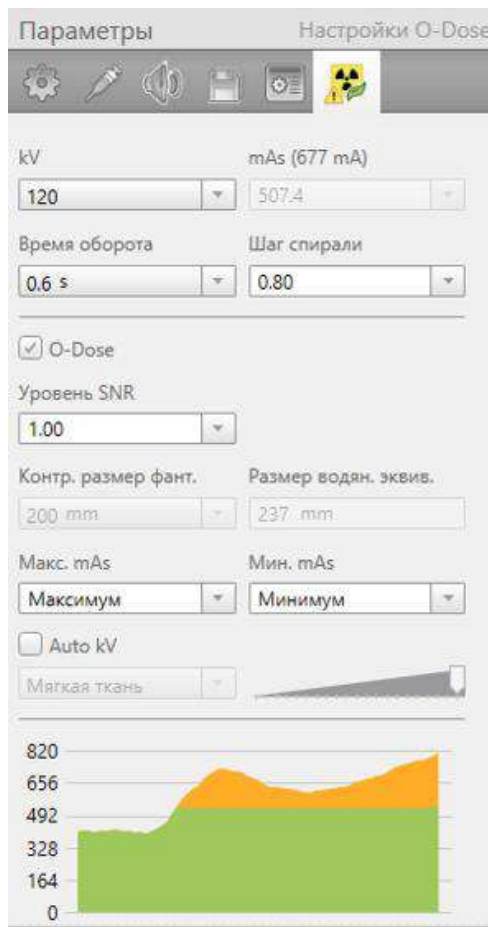 Параметры Настройки O-Dose
kV mAs (677 mA)
120 507.4
Время оборота Шаг спирали
0.6 s 0.80
O-Dose
Уровень SNR
1.00
Контр. размер фант. Размер водян. эквив.
200 mm 237 mm
Макс. mAs Мин. mAs
Максимум Минимум
Auto kV
Мягкая ткань
820
656
492
328
164
0